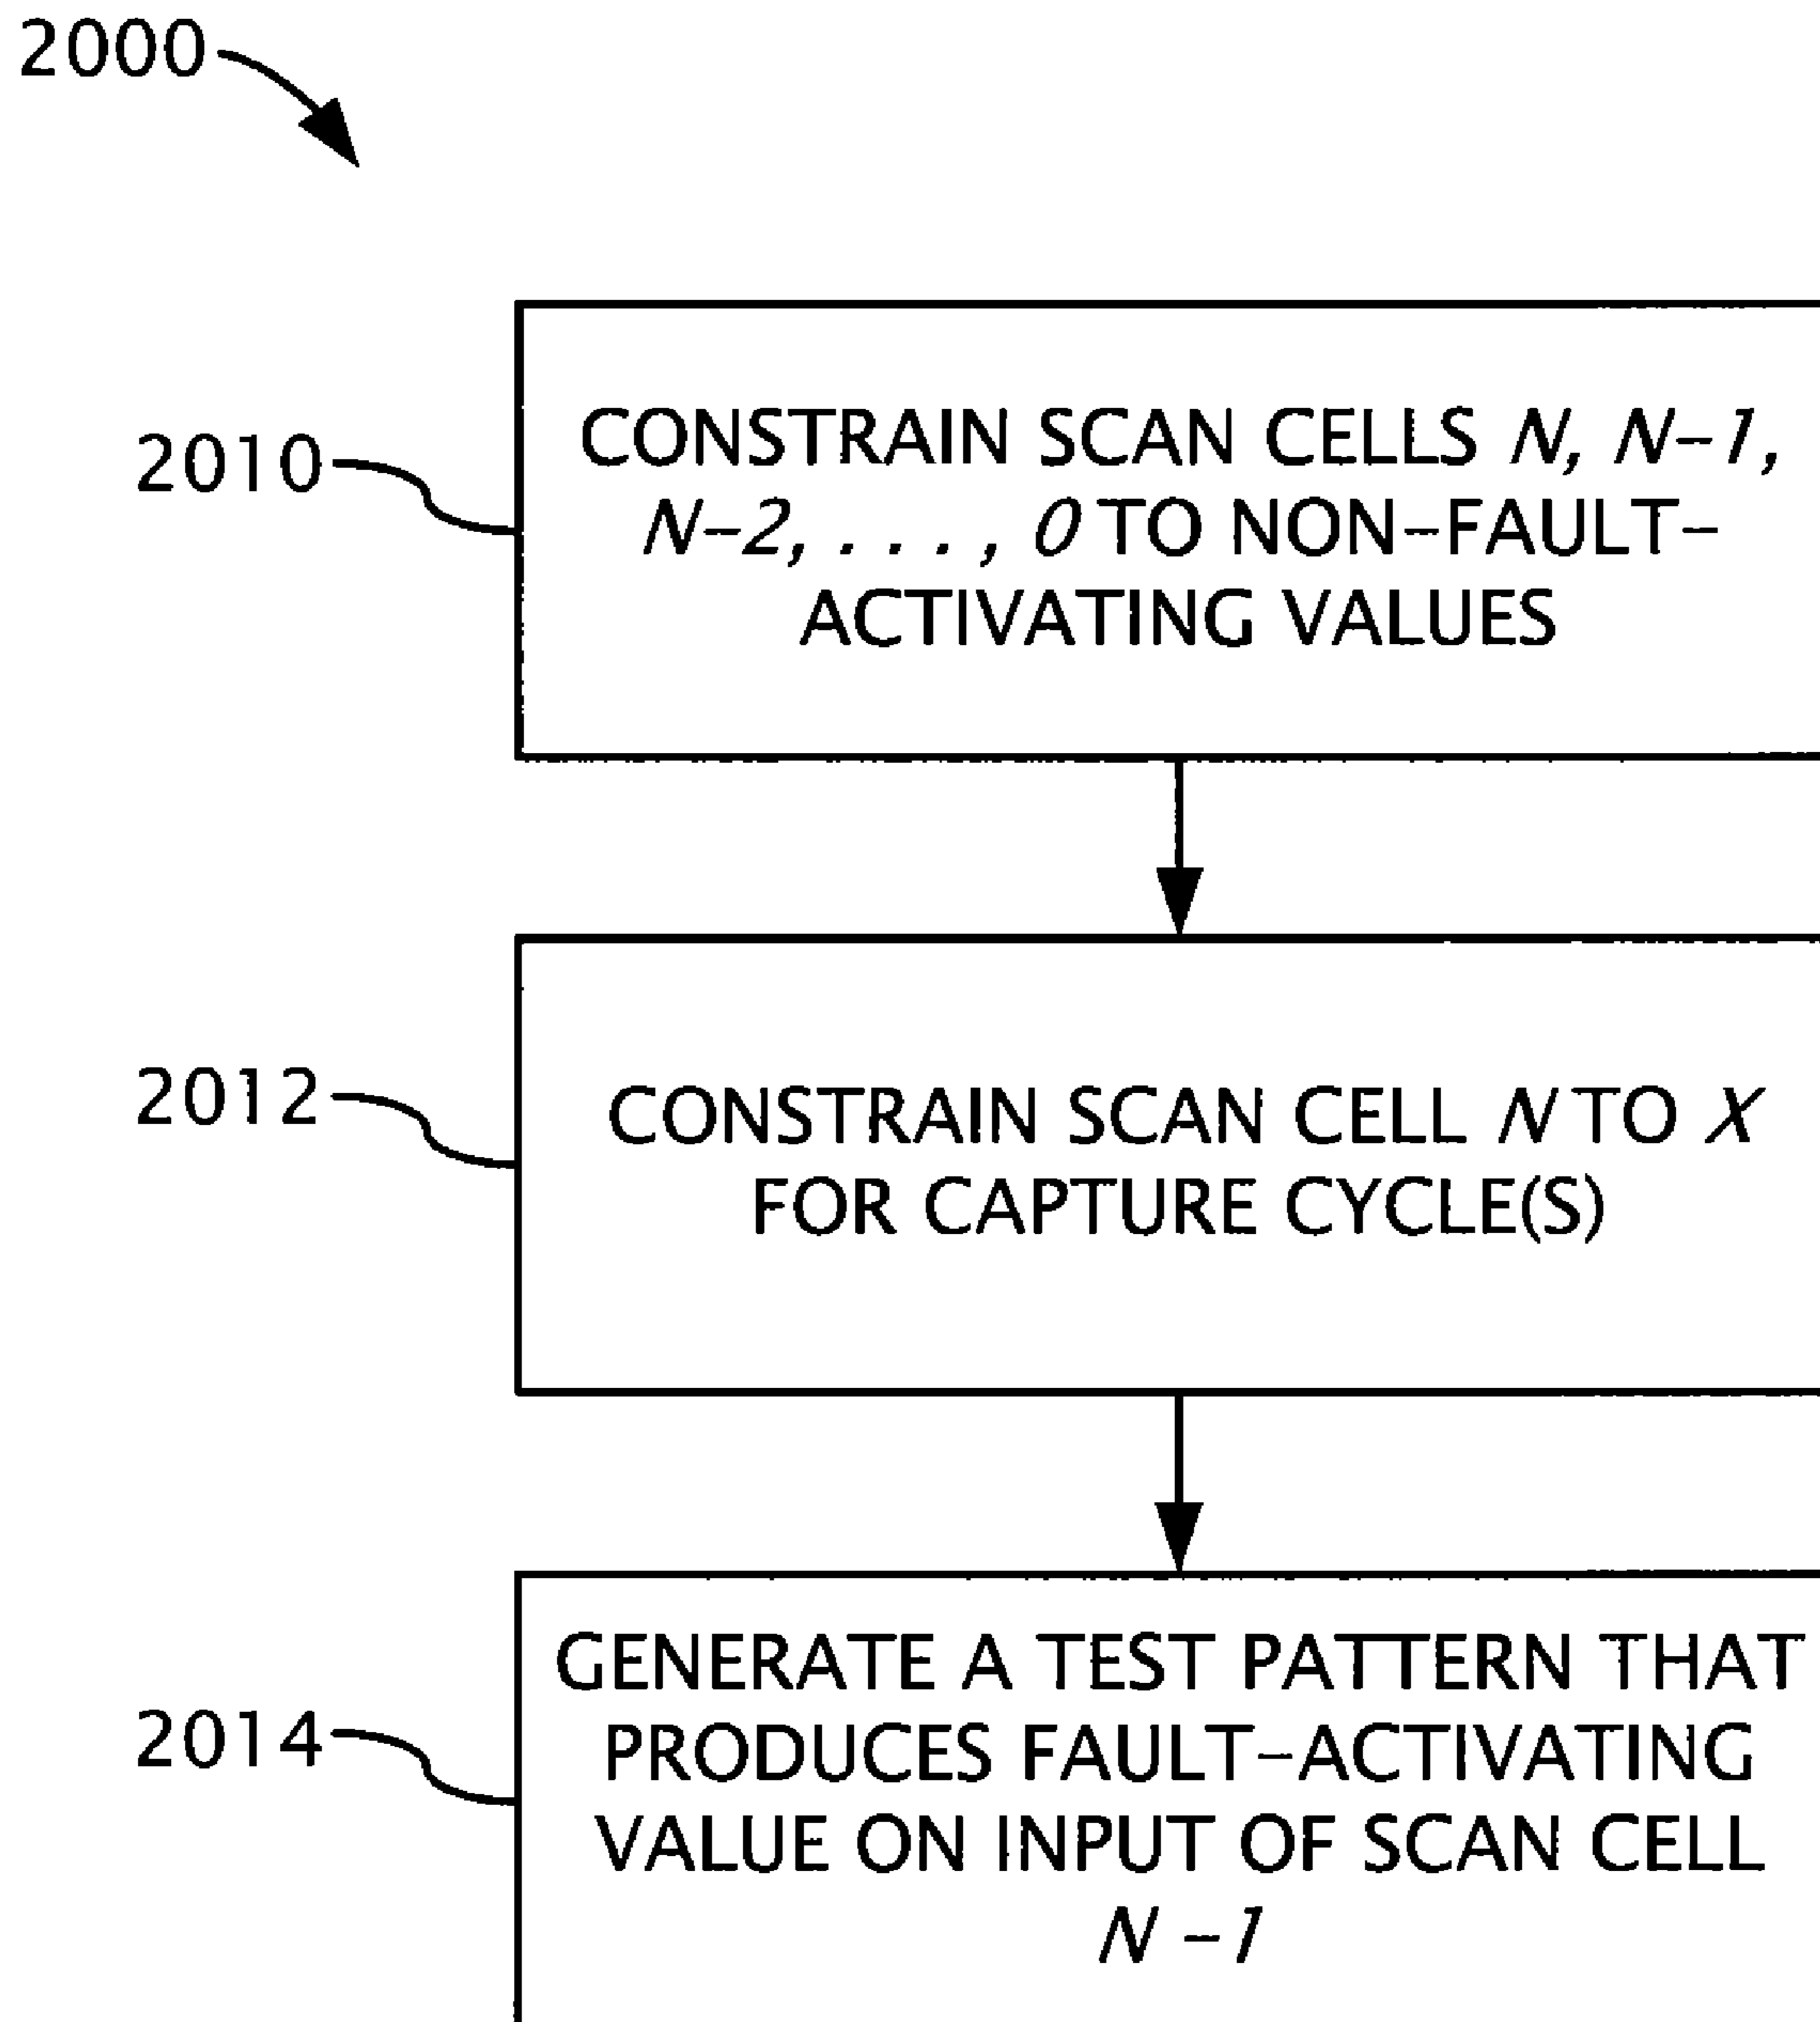 2000
2010
CONSTRAIN SCAN CELLS N, N-1,
N-2, . . . , 0 TO NON-FAULT-
ACTIVATING VALUES
2012
CONSTRAIN SCAN CELL N TO X
FOR CAPTURE CYCLE(S)
2014
GENERATE A TEST PATTERN THAT
PRODUCES FAULT-ACTIVATING
VALUE ON INPUT OF SCAN CELL
N -1